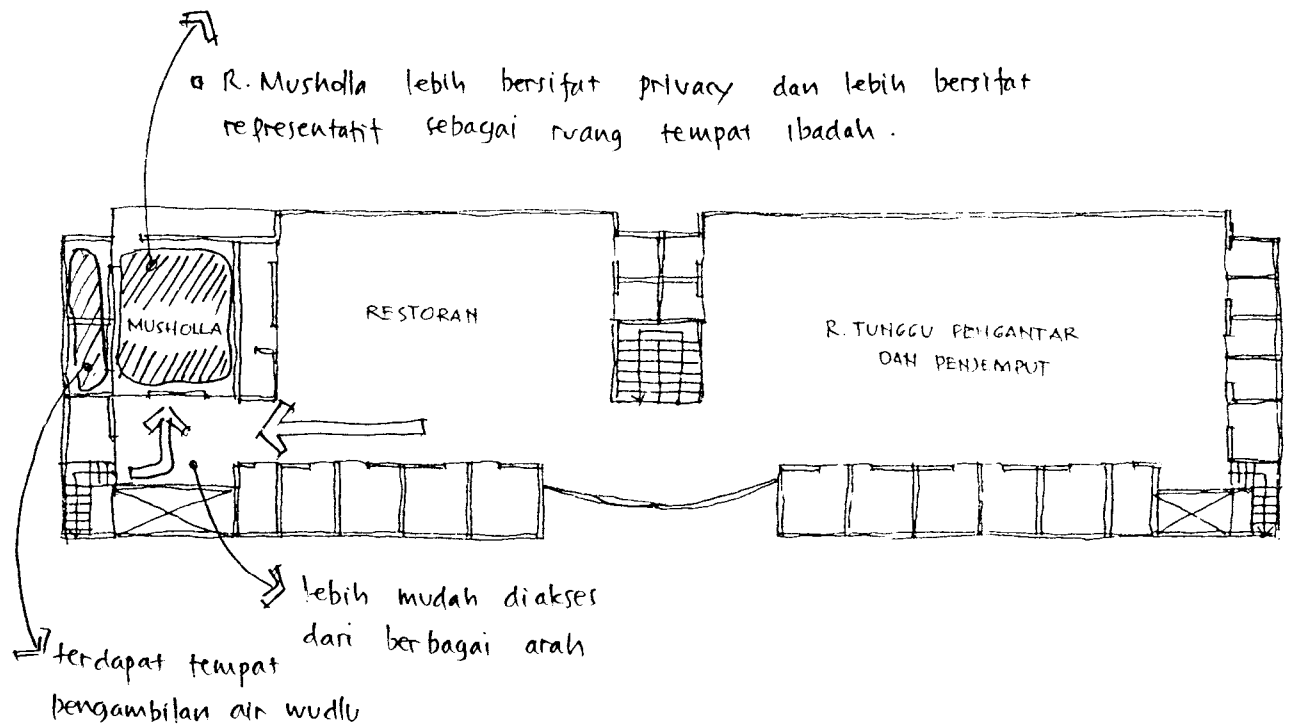 R. Musholla lebih bersifat privacy dan lebih bersifat
representatif sebagai ruang tempat ibadah.
MUSHOLLA
RESTORAN
R. TUNGGU PENGANTAR
DAN PENJEMPUT
lebih mudah diakses
dari berbagai arah
terdapat tempat
pengambilan air wudlu